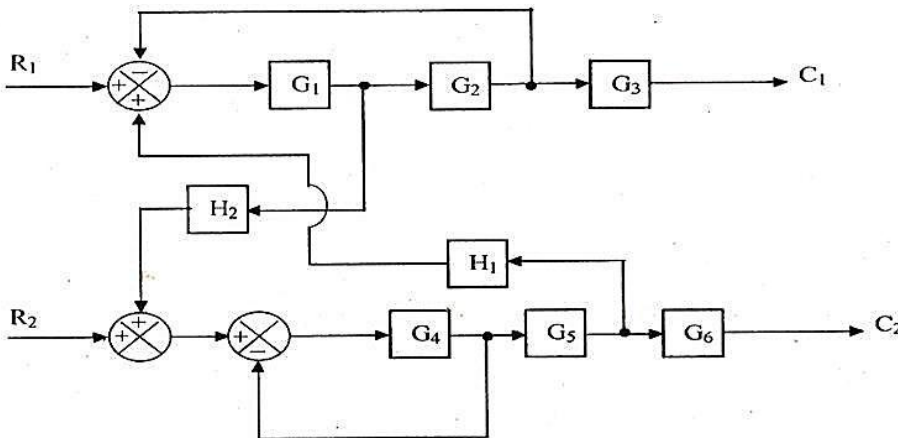 R₁ + − + G₁ G₂ G₃ C₁
H₂
H₁
R₂ + + + − G₄ G₅ G₆ C₂